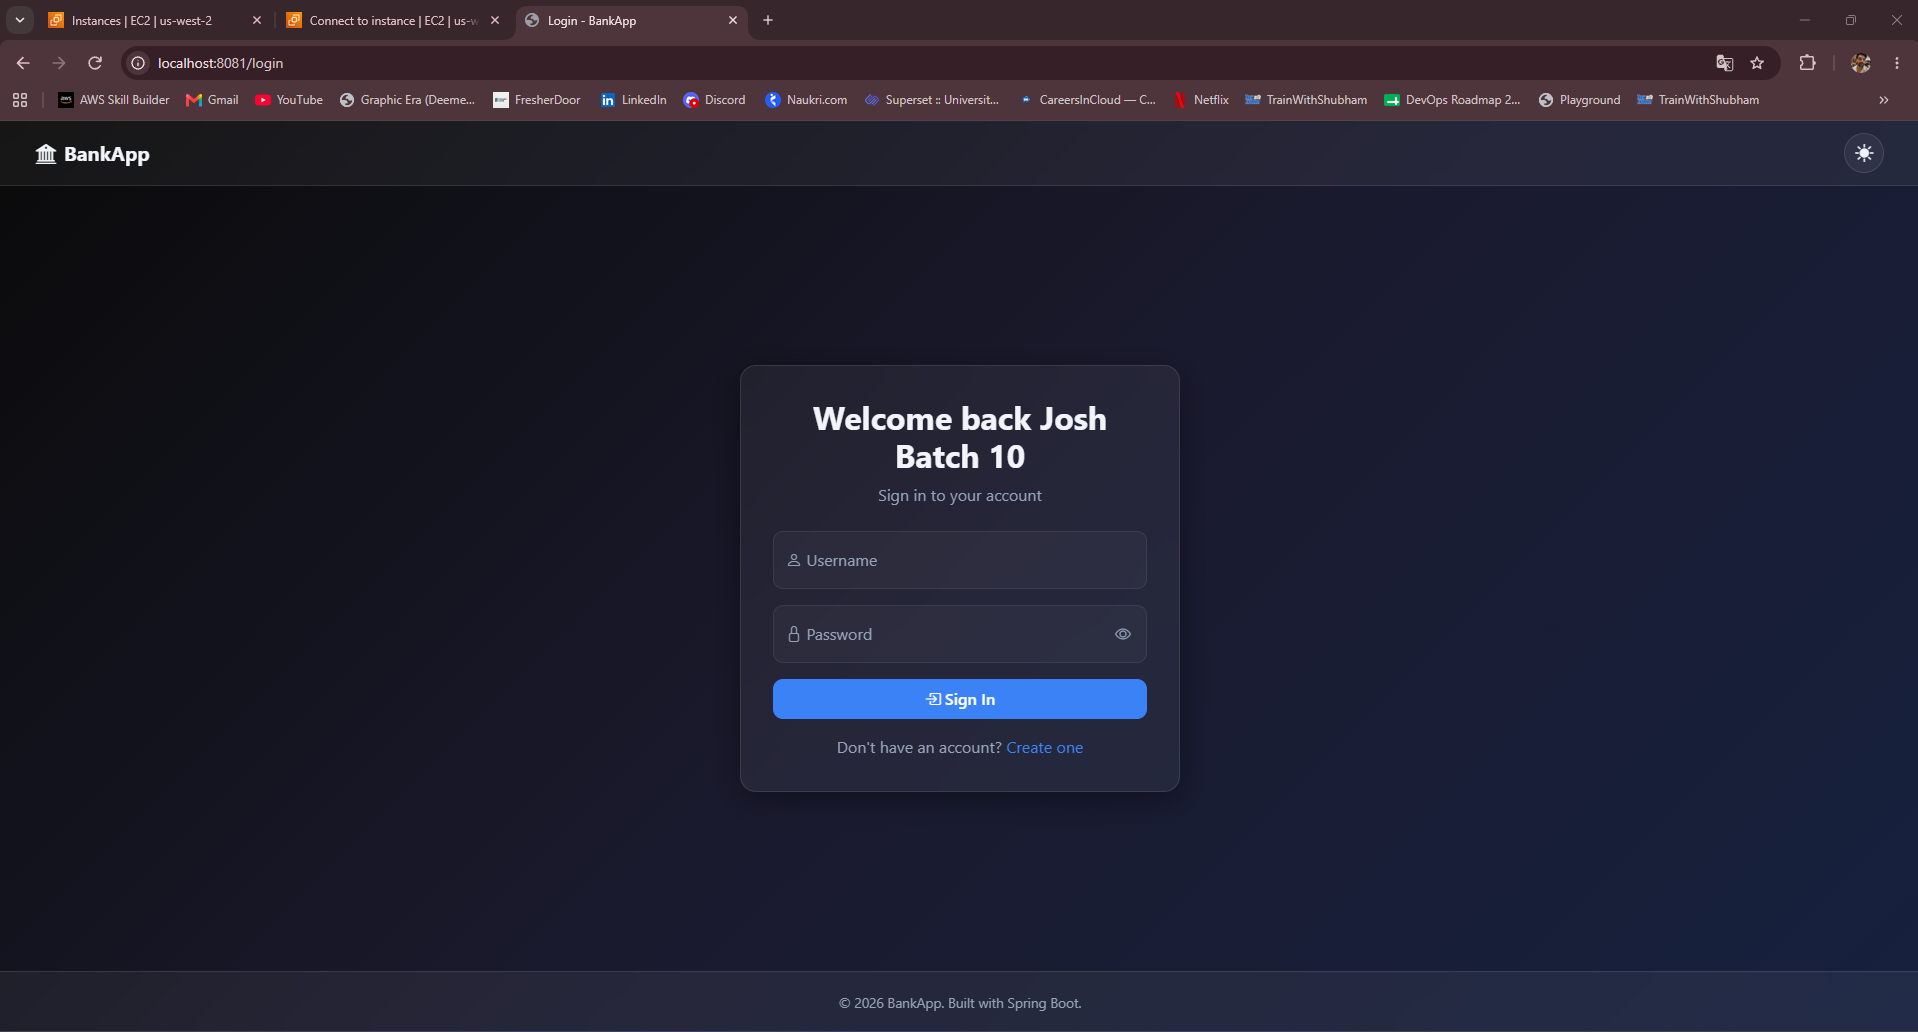 Instances | EC2 | us-west-2
Connect to instance | EC2 | us-w
Login - BankApp
localhost:8081/login
AWS Skill Builder
Gmail
YouTube
Graphic Era (Deeme...
FresherDoor
LinkedIn
Discord
Naukri.com
Superset :: Universit...
CareersInCloud — C...
Netflix
TrainWithShubham
DevOps Roadmap 2...
Playground
TrainWithShubham
BankApp
Welcome back Josh
Batch 10
Sign in to your account
Username
Password
Sign In
Don't have an account? Create one
© 2026 BankApp. Built with Spring Boot.